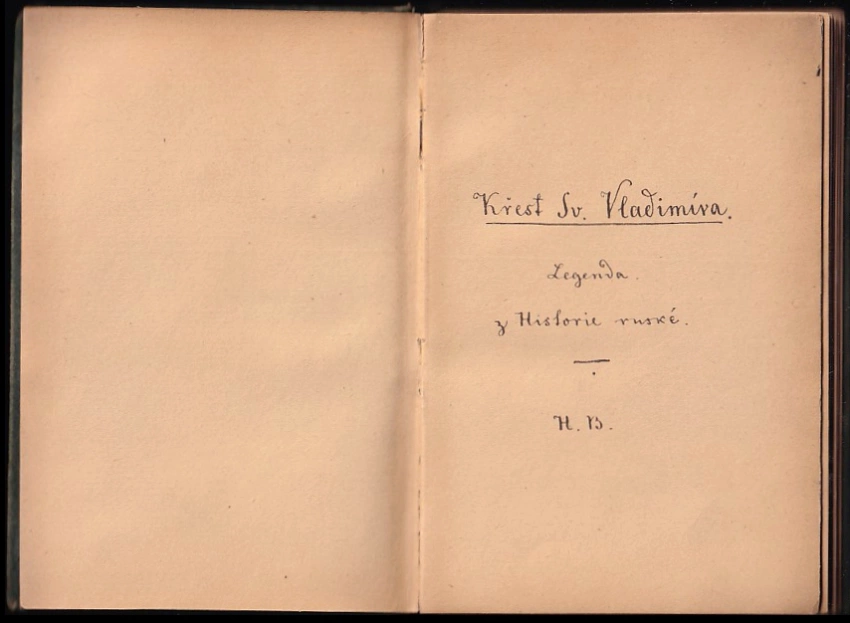 Křest Sv. Vladimíra.
Legenda.
z Historie ruské.
H. B.